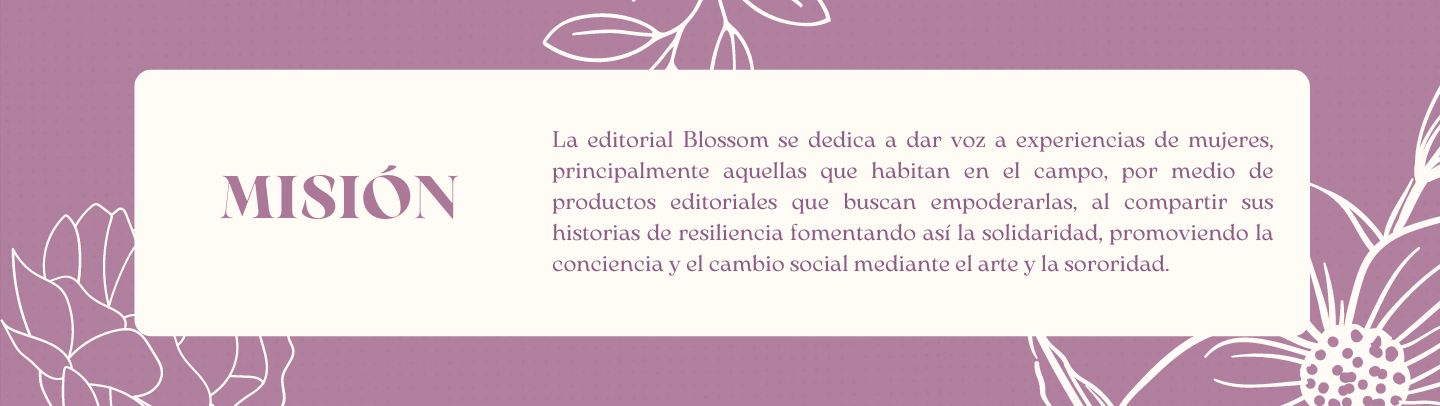 MISIÓN
La editorial Blossom se dedica a dar voz a experiencias de mujeres,
principalmente aquellas que habitan en el campo, por medio de
productos editoriales que buscan empoderarlas, al compartir sus
historias de resiliencia fomentando así la solidaridad, promoviendo la
conciencia y el cambio social mediante el arte y la sororidad.